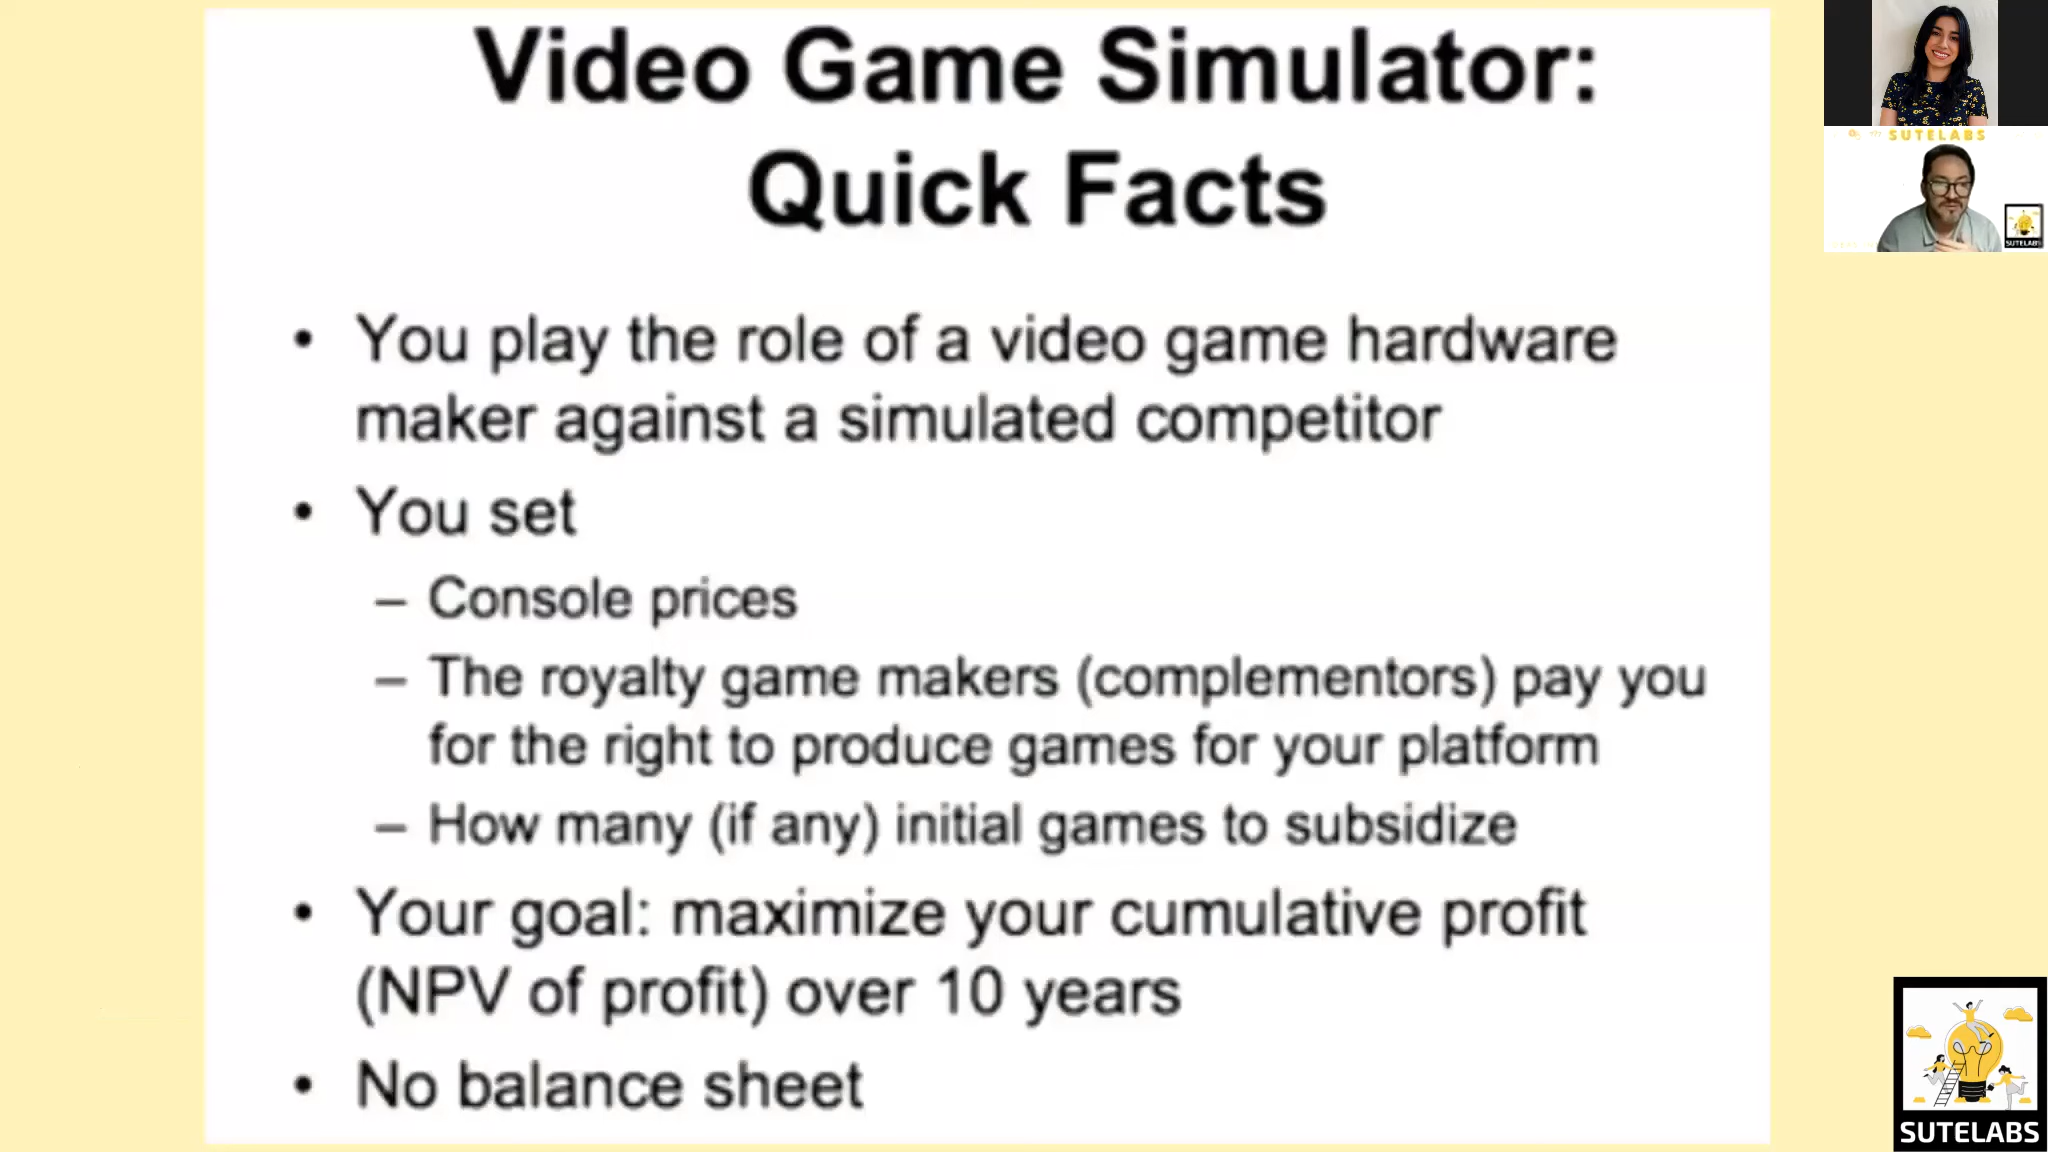 Video Game Simulator:
Quick Facts
• You play the role of a video game hardware
maker against a simulated competitor
• You set
– Console prices
– The royalty game makers (complementors) pay you
for the right to produce games for your platform
– How many (if any) initial games to subsidize
• Your goal: maximize your cumulative profit
(NPV of profit) over 10 years
• No balance sheet
SUTELABS
SUTELABS
SUTELABS